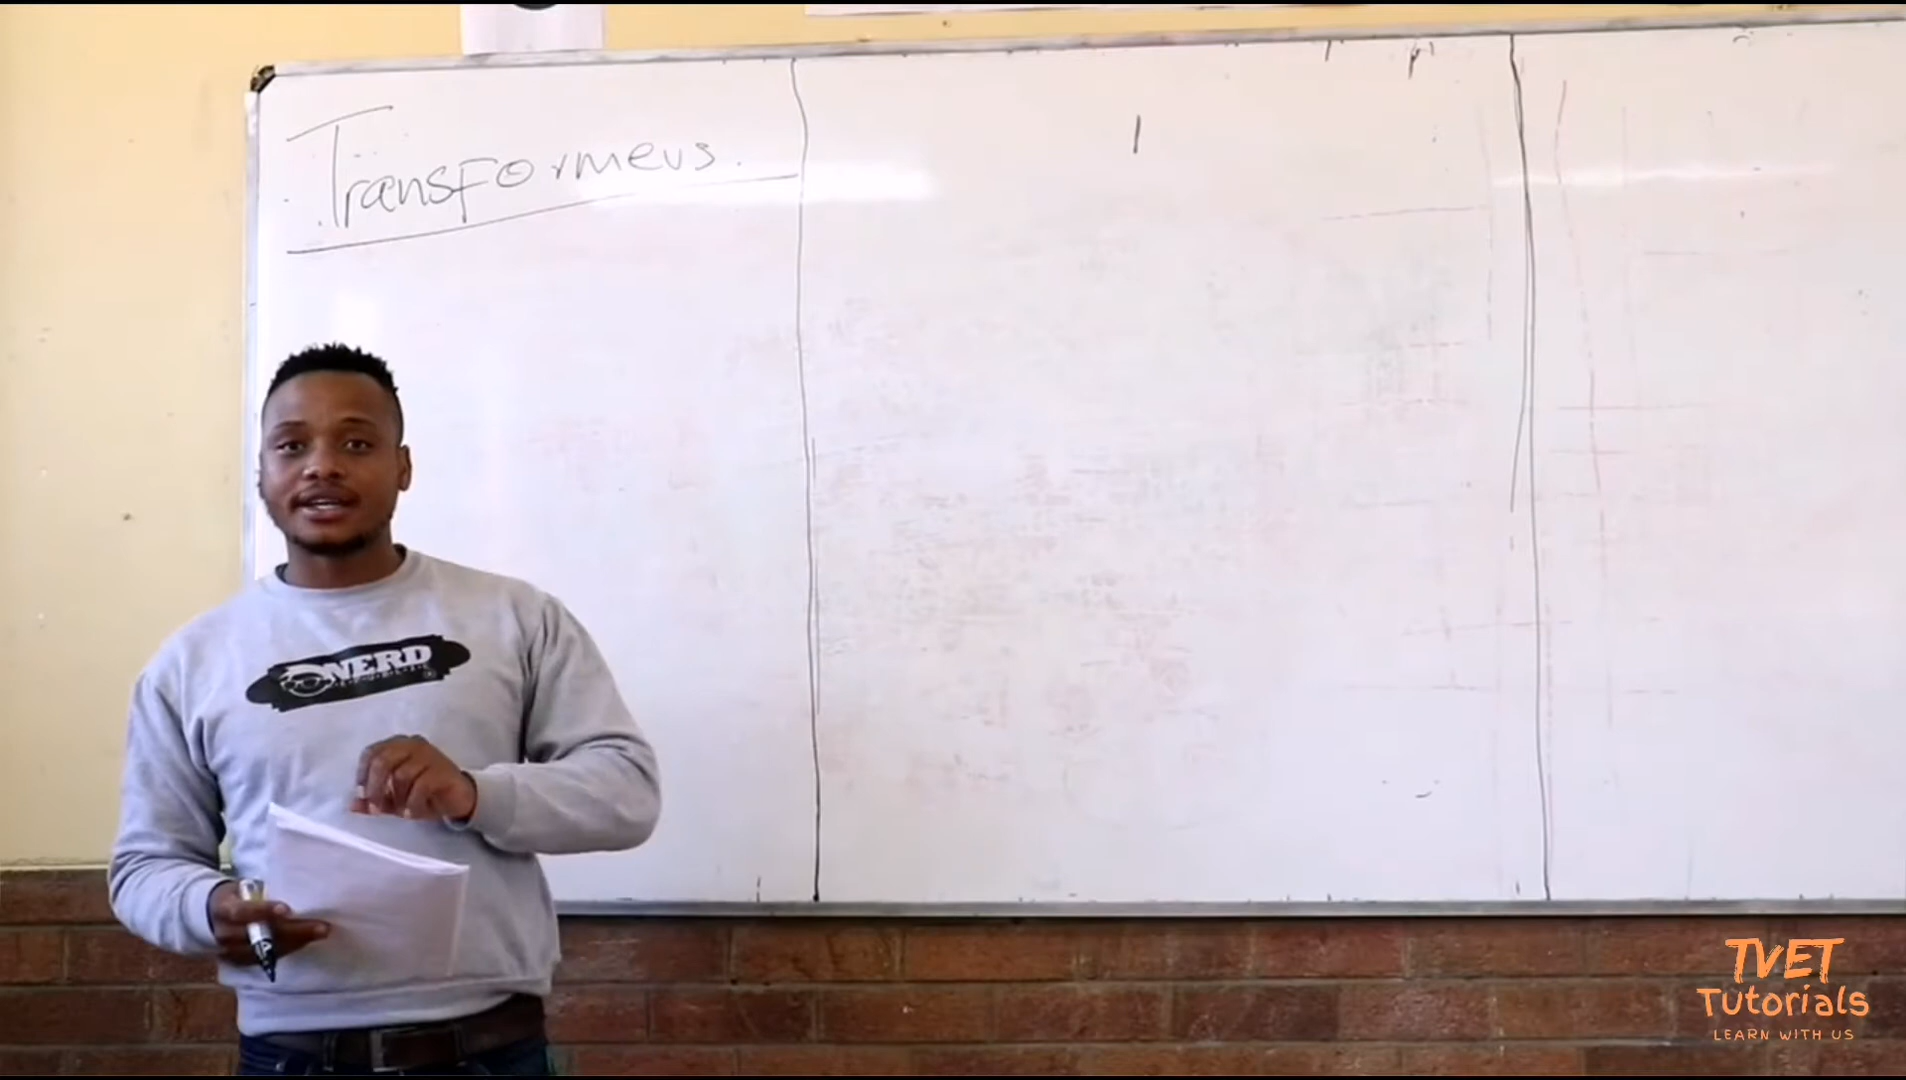 Transformers.
NERD
TVET
Tutorials
LEARN WITH US